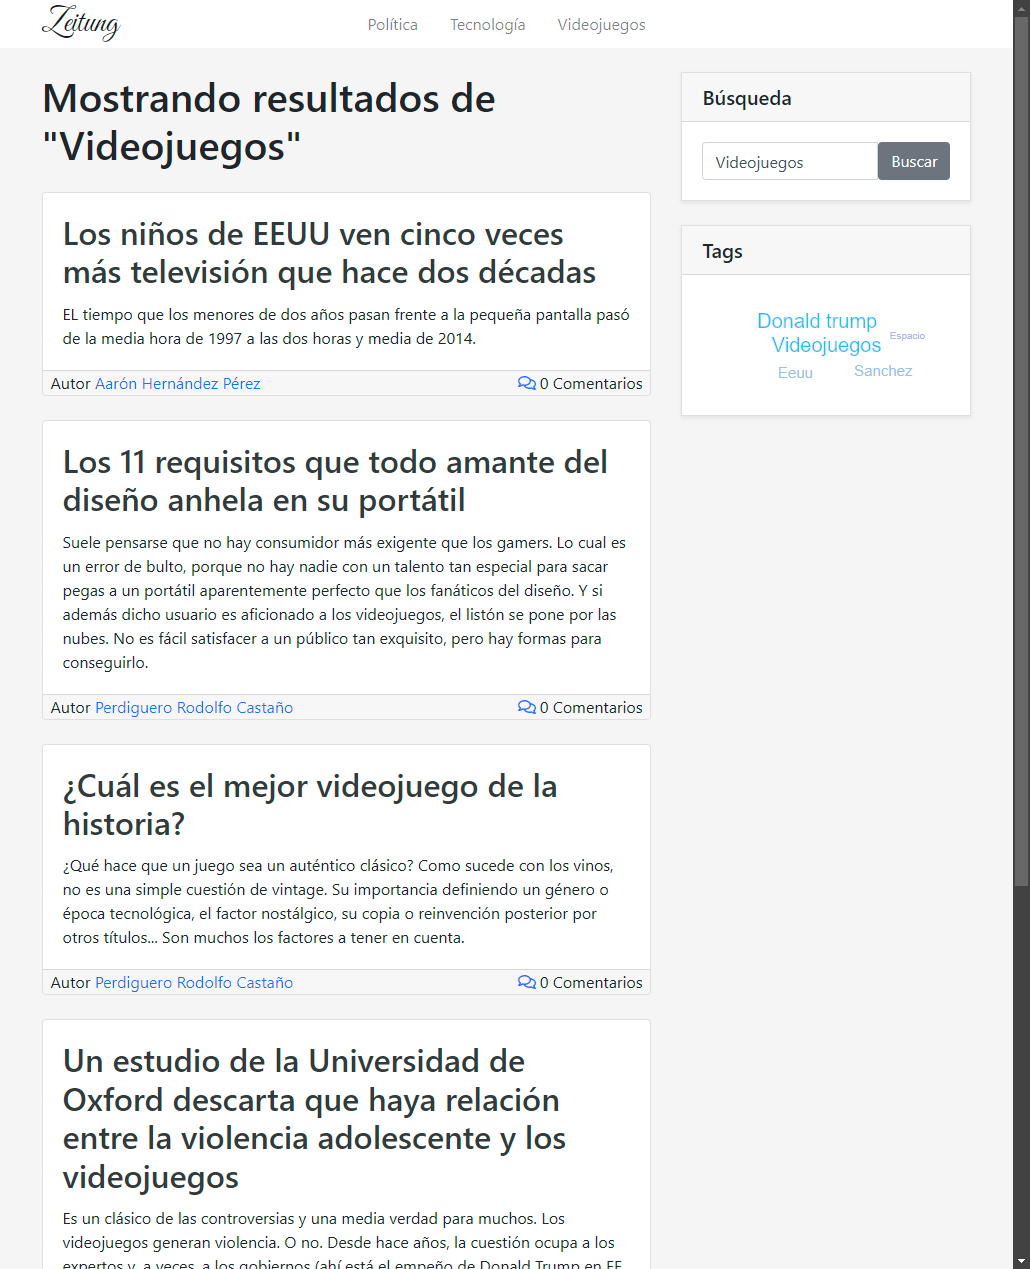 Zeitung
Política
Tecnología
Videojuegos
Mostrando resultados de
"Videojuegos"
Los niños de EEUU ven cinco veces
más televisión que hace dos décadas
EL tiempo que los menores de dos años pasan frente a la pequeña pantalla pasó
de la media hora de 1997 a las dos horas y media de 2014.
Autor Aarón Hernández Pérez
0 Comentarios
Los 11 requisitos que todo amante del
diseño anhela en su portátil
Suele pensarse que no hay consumidor más exigente que los gamers. Lo cual es
un error de bulto, porque no hay nadie con un talento tan especial para sacar
pegas a un portátil aparentemente perfecto que los fanáticos del diseño. Y si
además dicho usuario es aficionado a los videojuegos, el listón se pone por las
nubes. No es fácil satisfacer a un público tan exquisito, pero hay formas para
conseguirlo.
Autor Perdiguero Rodolfo Castaño
0 Comentarios
¿Cuál es el mejor videojuego de la
historia?
¿Qué hace que un juego sea un auténtico clásico? Como sucede con los vinos,
no es una simple cuestión de vintage. Su importancia definiendo un género o
época tecnológica, el factor nostálgico, su copia o reinvención posterior por
otros títulos... Son muchos los factores a tener en cuenta.
Autor Perdiguero Rodolfo Castaño
0 Comentarios
Un estudio de la Universidad de
Oxford descarta que haya relación
entre la violencia adolescente y los
videojuegos
Es un clásico de las controversias y una media verdad para muchos. Los
videojuegos generan violencia. O no. Desde hace años, la cuestión ocupa a los
expertos y, a veces, a los gobiernos (ahí está el empeño de Donald Trump en EE
Búsqueda
Videojuegos
Buscar
Tags
Donald trump
Espacio
Videojuegos
Eeuu
Sanchez